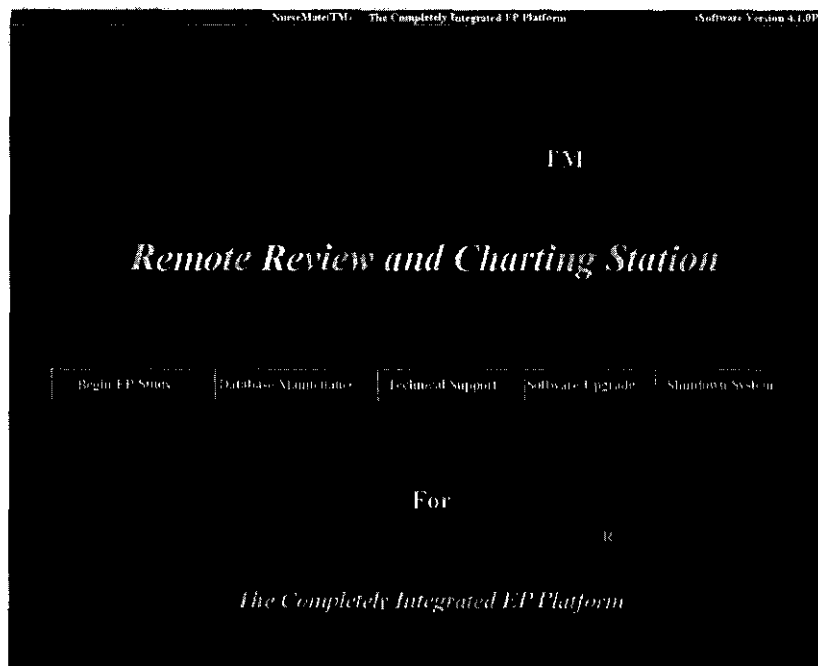 NurseMate(TM) The Completely Integrated EP Platform (Software Version 4.1.0P
TM
Remote Review and Charting Station
Begin EP Study Database Maintenance Technical Support Software Upgrade Shutdown System
For
R
The Completely Integrated EP Platform